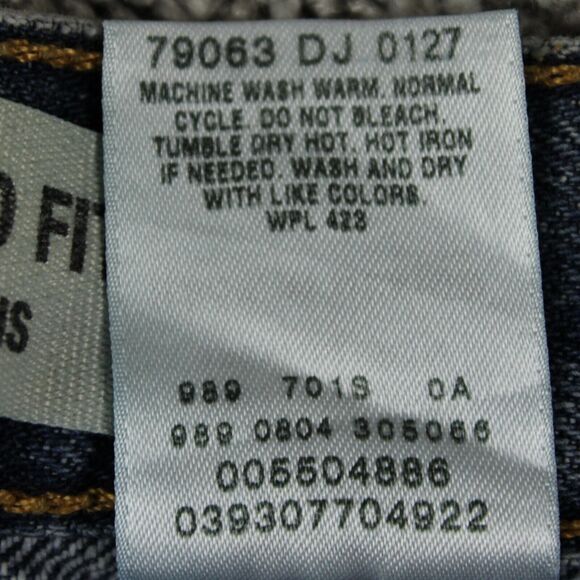 79063 DJ 0127
MACHINE WASH WARM. NORMAL
CYCLE. DO NOT BLEACH.
TUMBLE DRY HOT. HOT IRON
IF NEEDED. WASH AND DRY
WITH LIKE COLORS.
WPL 423
FIT
989 701S 0A
989 0804 305066
005504886
039307704922